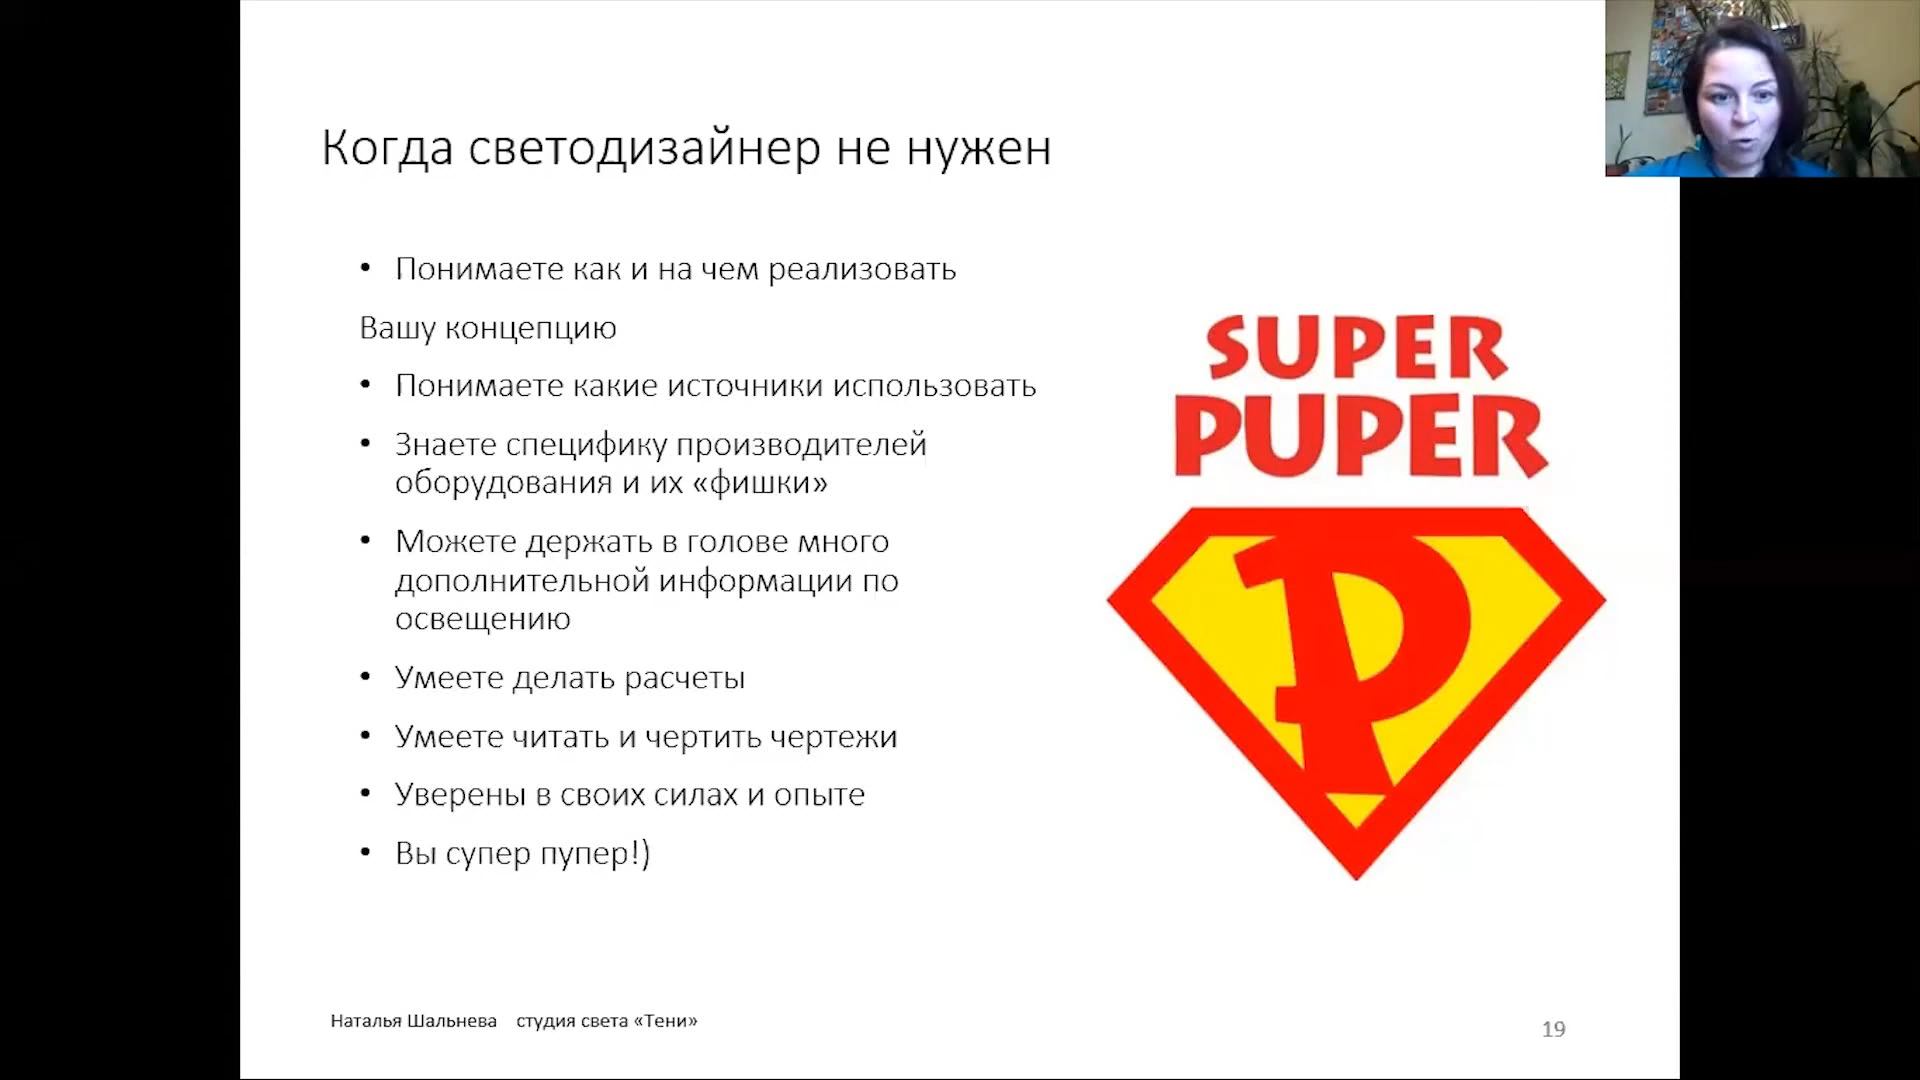 Когда светодизайнер не нужен
• Понимаете как и на чем реализовать
Вашу концепцию
• Понимаете какие источники использовать
• Знаете специфику производителей
оборудования и их «фишки»
• Можете держать в голове много
дополнительной информации по
освещению
• Умеете делать расчеты
• Умеете читать и чертить чертежи
• Уверены в своих силах и опыте
• Вы супер пупер!)
SUPER
PUPER
P
Наталья Шальнева студия света «Тени»
19